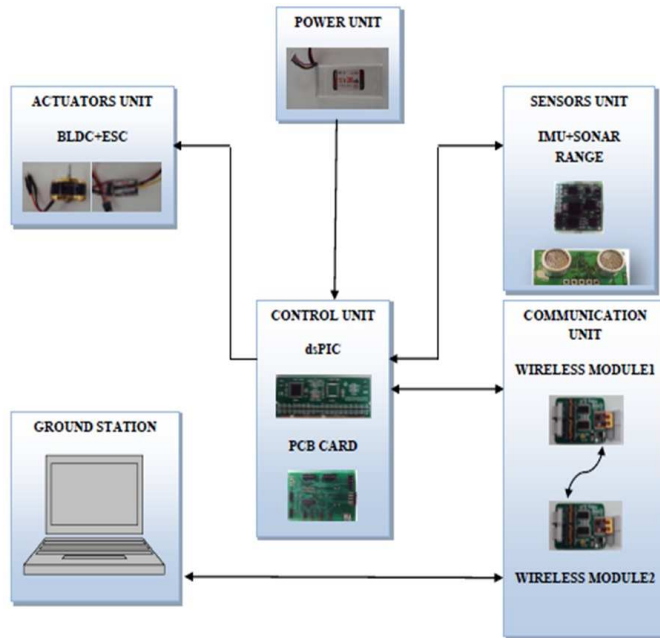 POWER UNIT
ACTUATORS UNIT
BLDC+ESC
SENSORS UNIT
IMU+SONAR
RANGE
CONTROL UNIT
dsPIC
PCB CARD
COMMUNICATION
UNIT
WIRELESS MODULE1
WIRELESS MODULE2
GROUND STATION